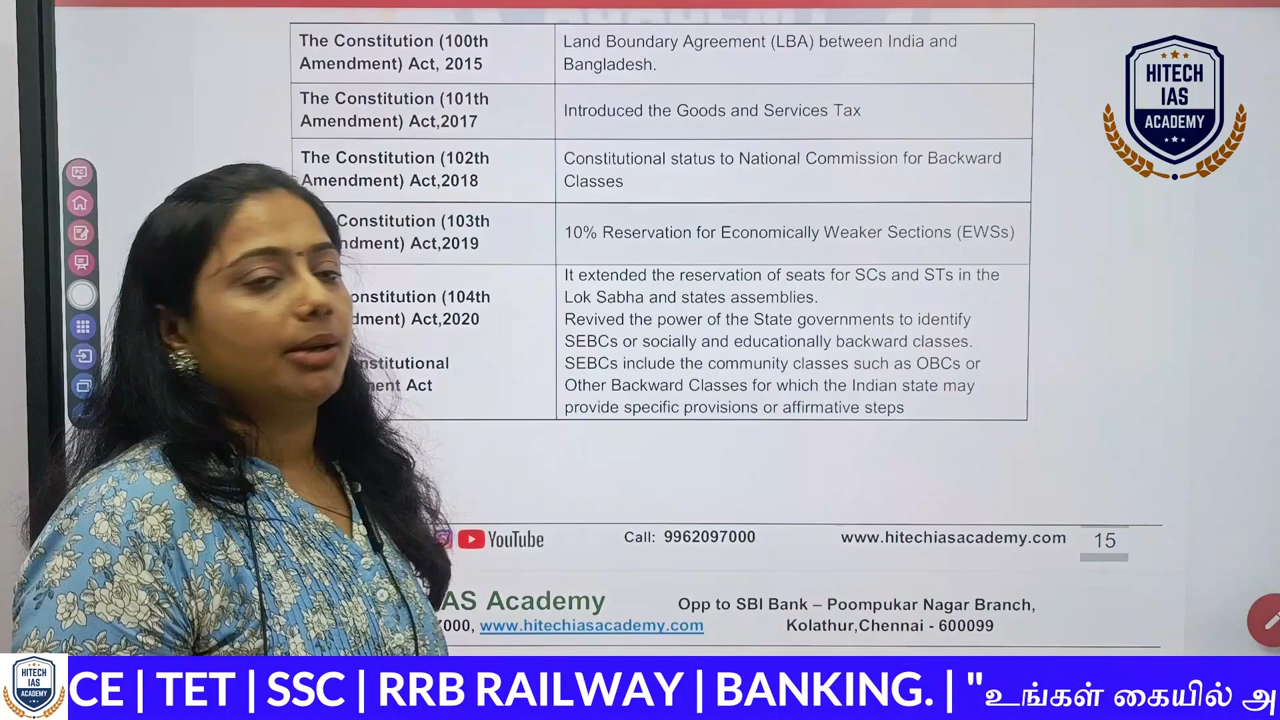 The Constitution (100th
Amendment) Act, 2015
Land Boundary Agreement (LBA) between India and
Bangladesh.
The Constitution (101th
Amendment) Act,2017
Introduced the Goods and Services Tax
The Constitution (102th
Amendment) Act,2018
Constitutional status to National Commission for Backward
Classes
Constitution (103th
Act,2019
10% Reservation for Economically Weaker Sections (EWSs)
(104th
Act,2020
Act
It extended the reservation of seats for SCs and STs in the
Lok Sabha and states assemblies.
Revived the power of the State governments to identify
SEBCs or socially and educationally backward classes.
SEBCs include the community classes such as OBCs or
Other Backward Classes for which the Indian state may
provide specific provisions or affirmative steps
HITECH
IAS
ACADEMY
PC
YouTube
Call: 9962097000
www.hitechiasacademy.com
15
AS Academy
000, www.hitechiasacademy.com
Opp to SBI Bank – Poompukar Nagar Branch,
Kolathur,Chennai - 600099
HITECH
IAS
ACADEMY
CE | TET | SSC | RRB RAILWAY | BANKING. | "உங்கள் கையில் அ